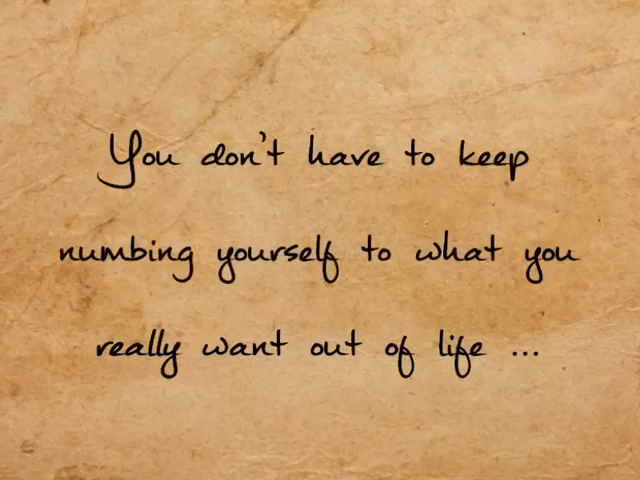 You don't have to keep
numbing yourself to what you
really want out of life ...